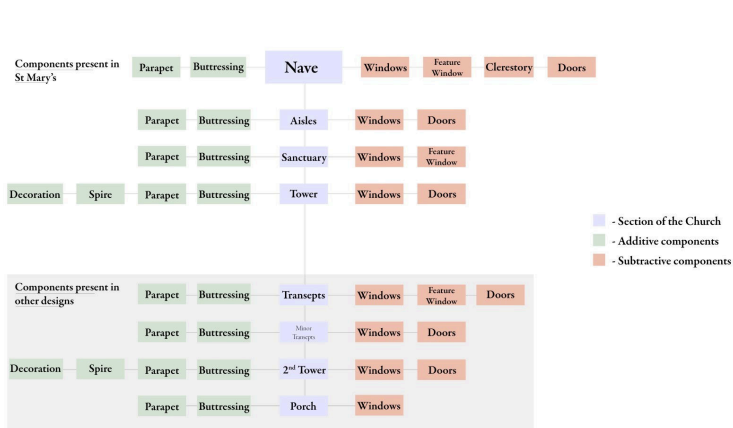 Components present in
St Mary's
Parapet Buttressing Nave Windows Feature Window Clerestory Doors
Parapet Buttressing Aisles Windows Doors
Parapet Buttressing Sanctuary Windows Feature Window
Decoration Spire Parapet Buttressing Tower Windows Doors
- Section of the Church
- Additive components
- Subtractive components
Components present in
other designs
Parapet Buttressing Transepts Windows Feature Window Doors
Parapet Buttressing Minor Transepts Windows Doors
Decoration Spire Parapet Buttressing 2nd Tower Windows Doors
Parapet Buttressing Porch Windows